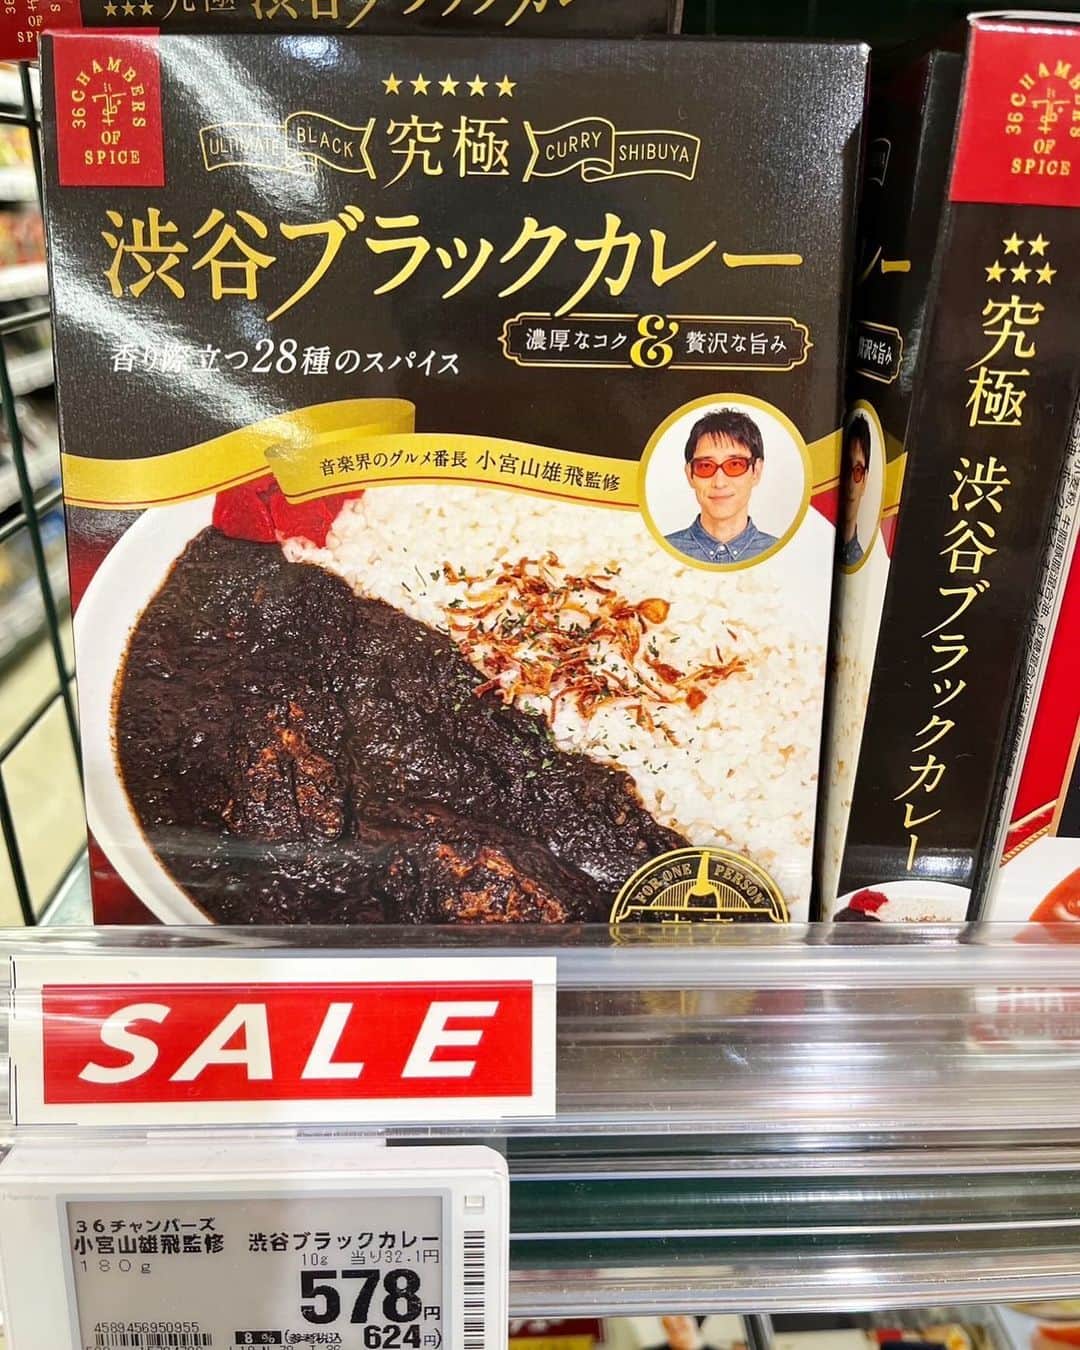 36 CHAMBERS
OF
SPICE
★★★★★
ULTIMATE BLACK 究極 CURRY SHIBUYA
渋谷ブラックカレー
濃厚なコク & 贅沢な旨み
香り立つ28種のスパイス
音楽界のグルメ番長 小宮山雄飛監修
FOR ONE PERSON
36 CHAMBERS
OF
SPICE
★★
★★★
究極 渋谷ブラックカレー
SALE
36チャンバーズ
小宮山雄飛監修 渋谷ブラックカレー
180g 10g 当り32.1円
578円
4589456950955
8% (参考税込 624円)